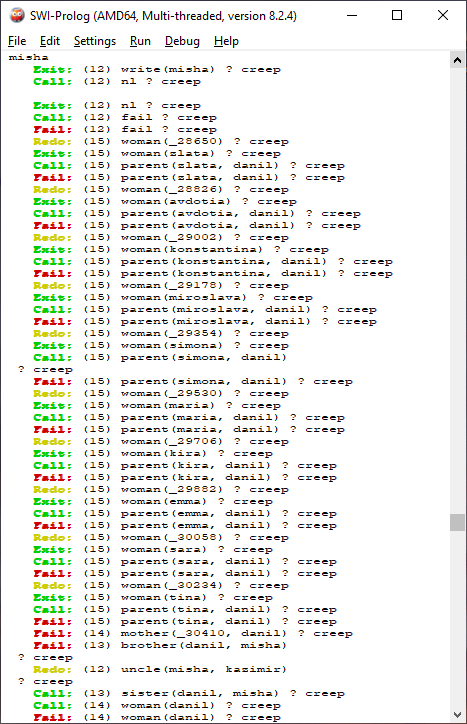 SWI-Prolog (AMD64, Multi-threaded, version 8.2.4)
File Edit Settings Run Debug Help
misha
Exit: (12) write(misha) ? creep
Call: (12) nl ? creep
Exit: (12) nl ? creep
Call: (12) fail ? creep
Fail: (12) fail ? creep
Redo: (15) woman(_28650) ? creep
Exit: (15) woman(zlata) ? creep
Call: (15) parent(zlata, danil) ? creep
Fail: (15) parent(zlata, danil) ? creep
Redo: (15) woman(_28826) ? creep
Exit: (15) woman(avdotia) ? creep
Call: (15) parent(avdotia, danil) ? creep
Fail: (15) parent(avdotia, danil) ? creep
Redo: (15) woman(_29002) ? creep
Exit: (15) woman(konstantina) ? creep
Call: (15) parent(konstantina, danil) ? creep
Fail: (15) parent(konstantina, danil) ? creep
Redo: (15) woman(_29178) ? creep
Exit: (15) woman(miroslava) ? creep
Call: (15) parent(miroslava, danil) ? creep
Fail: (15) parent(miroslava, danil) ? creep
Redo: (15) woman(_29354) ? creep
Exit: (15) woman(simona) ? creep
Call: (15) parent(simona, danil)
? creep
Fail: (15) parent(simona, danil) ? creep
Redo: (15) woman(_29530) ? creep
Exit: (15) woman(maria) ? creep
Call: (15) parent(maria, danil) ? creep
Fail: (15) parent(maria, danil) ? creep
Redo: (15) woman(_29706) ? creep
Exit: (15) woman(kira) ? creep
Call: (15) parent(kira, danil) ? creep
Fail: (15) parent(kira, danil) ? creep
Redo: (15) woman(_29882) ? creep
Exit: (15) woman(emma) ? creep
Call: (15) parent(emma, danil) ? creep
Fail: (15) parent(emma, danil) ? creep
Redo: (15) woman(_30058) ? creep
Exit: (15) woman(sara) ? creep
Call: (15) parent(sara, danil) ? creep
Fail: (15) parent(sara, danil) ? creep
Redo: (15) woman(_30234) ? creep
Exit: (15) woman(tina) ? creep
Call: (15) parent(tina, danil) ? creep
Fail: (15) parent(tina, danil) ? creep
Fail: (14) mother(_30410, danil) ? creep
Fail: (13) brother(danil, misha)
? creep
Redo: (12) uncle(misha, kazimir)
? creep
Call: (13) sister(danil, misha) ? creep
Call: (14) woman(danil) ? creep
Fail: (14) woman(danil) ? creep